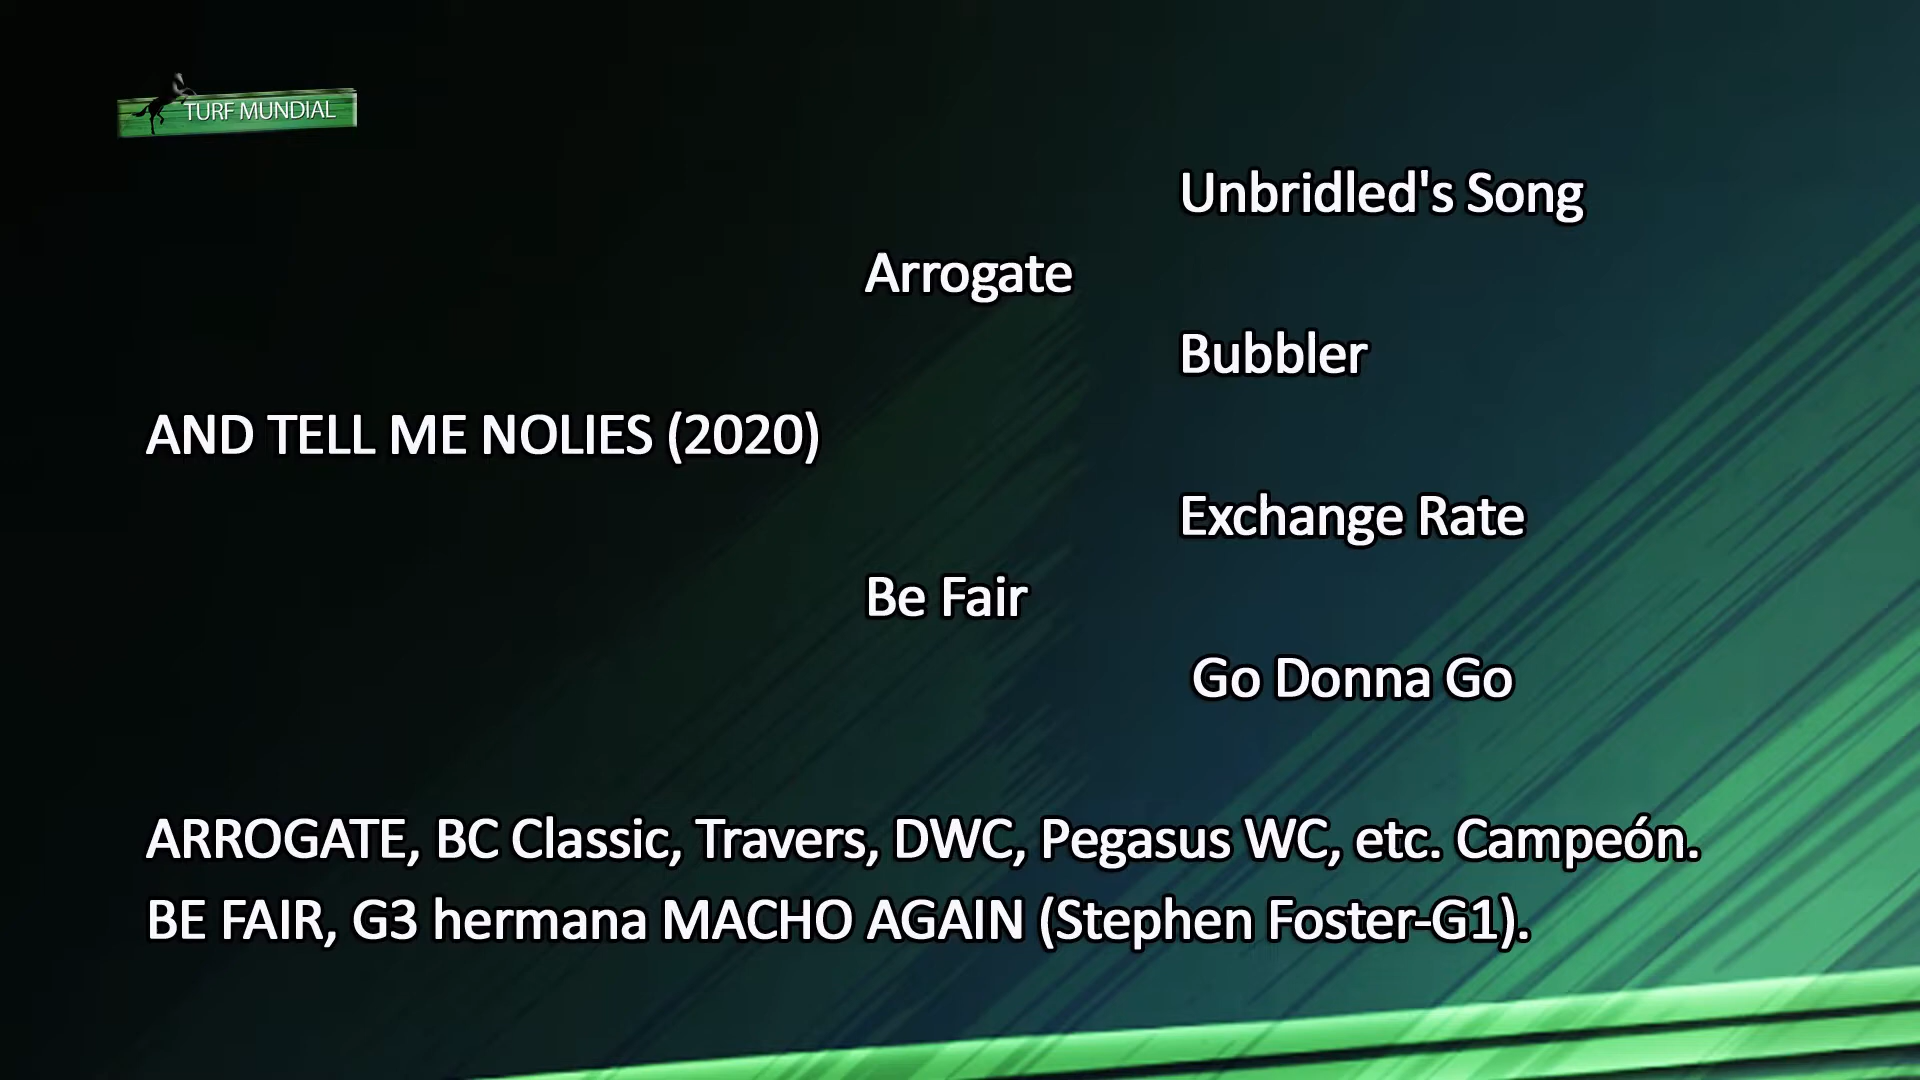 TURF MUNDIAL
Unbridled's Song
Arrogate
Bubbler
AND TELL ME NOLIES (2020)
Exchange Rate
Be Fair
Go Donna Go
ARROGATE, BC Classic, Travers, DWC, Pegasus WC, etc. Campeón.
BE FAIR, G3 hermana MACHO AGAIN (Stephen Foster-G1).